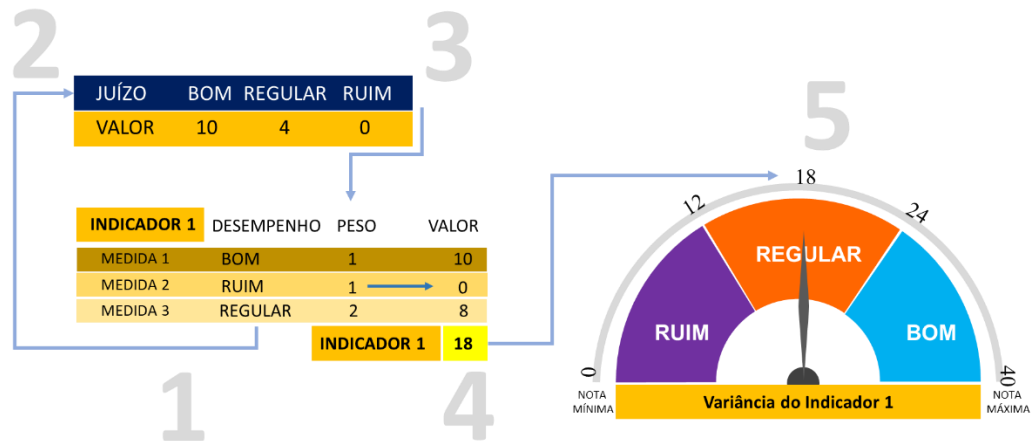 2
3
JUÍZO BOM REGULAR RUIM
VALOR 10 4 0
INDICADOR 1 DESEMPENHO PESO VALOR
MEDIDA 1 BOM 1 10
MEDIDA 2 RUIM 1 0
MEDIDA 3 REGULAR 2 8
INDICADOR 1 18
1
4
5
18
12
24
REGULAR
RUIM
BOM
0
40
NOTA MÍNIMA
NOTA MÁXIMA
Variância do Indicador 1